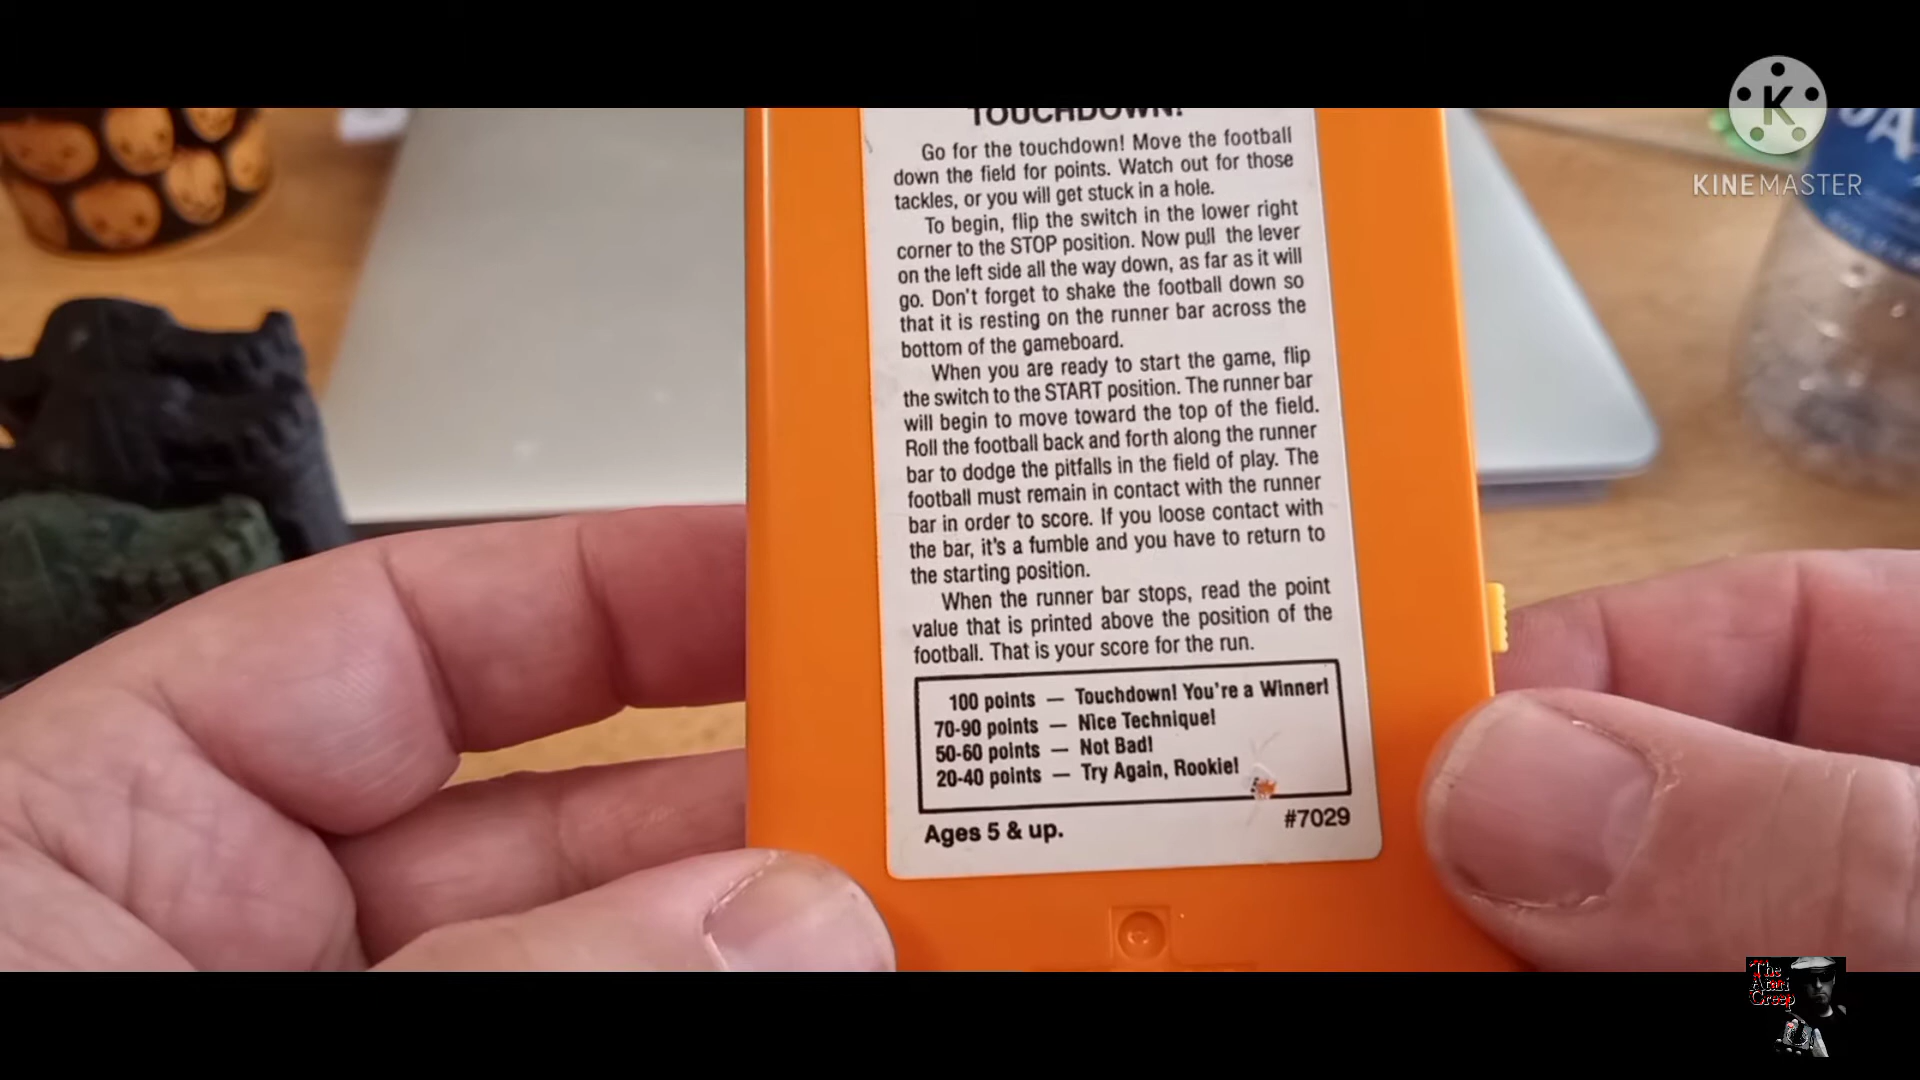 TOUCHDOWN!
Go for the touchdown! Move the football
down the field for points. Watch out for those
tackles, or you will get stuck in a hole.
To begin, flip the switch in the lower right
corner to the STOP position. Now pull the lever
on the left side all the way down, as far as it will
go. Don't forget to shake the football down so
that it is resting on the runner bar across the
bottom of the gameboard.
When you are ready to start the game, flip
the switch to the START position. The runner bar
will begin to move toward the top of the field.
Roll the football back and forth along the runner
bar to dodge the pitfalls in the field of play. The
football must remain in contact with the runner
bar in order to score. If you loose contact with
the bar, it's a fumble and you have to return to
the starting position.
When the runner bar stops, read the point
value that is printed above the position of the
football. That is your score for the run.
100 points — Touchdown! You're a Winner!
70-90 points — Nice Technique!
50-60 points — Not Bad!
20-40 points — Try Again, Rookie!
Ages 5 & up.
#7029
K
KINEMASTER
The
Atari
Creep